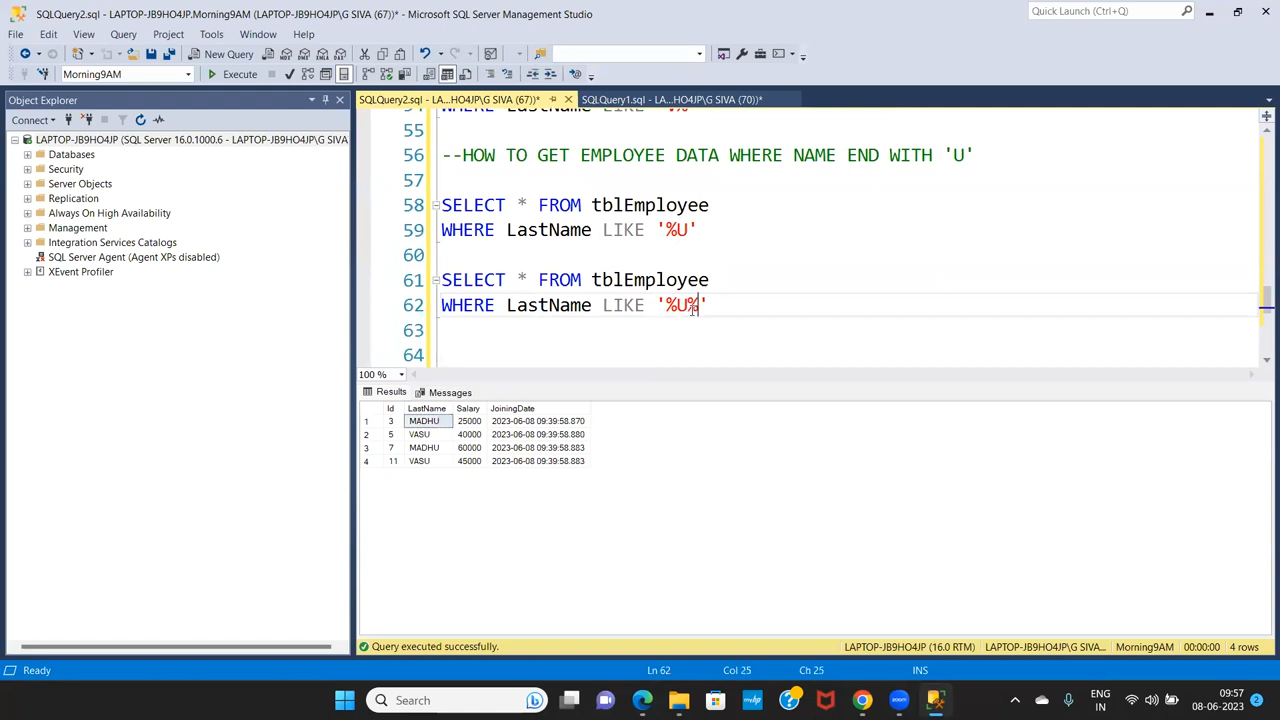 SQLQuery2.sql - LAPTOP-JB9HO4JP.Morning9AM (LAPTOP-JB9HO4JP\G SIVA (67))* - Microsoft SQL Server Management Studio
Quick Launch (Ctrl+Q)
File Edit View Query Project Tools Window Help
New Query
Morning9AM Execute
Object Explorer
SQLQuery2.sql - LA...HO4JP\G SIVA (67))* SQLQuery1.sql - LA...HO4JP\G SIVA (70))*
Connect
LAPTOP-JB9HO4JP (SQL Server 16.0.1000.6 - LAPTOP-JB9HO4JP\G SIVA
Databases
Security
Server Objects
Replication
Always On High Availability
Management
Integration Services Catalogs
SQL Server Agent (Agent XPs disabled)
XEvent Profiler
54 WHERE LastName LIKE 'V%'
55
56 --HOW TO GET EMPLOYEE DATA WHERE NAME END WITH 'U'
57
58 SELECT * FROM tblEmployee
59 WHERE LastName LIKE '%U'
60
61 SELECT * FROM tblEmployee
62 WHERE LastName LIKE '%U%'
63
64
100 %
Results Messages
Id LastName Salary JoiningDate
1 3 MADHU 25000 2023-06-08 09:39:58.870
2 5 VASU 40000 2023-06-08 09:39:58.880
3 7 MADHU 60000 2023-06-08 09:39:58.883
4 11 VASU 45000 2023-06-08 09:39:58.883
Query executed successfully. LAPTOP-JB9HO4JP (16.0 RTM) LAPTOP-JB9HO4JP\G SIVA... Morning9AM 00:00:00 4 rows
Ready Ln 62 Col 25 Ch 25 INS
Search
zoom
ENG
IN
09:57
08-06-2023
2